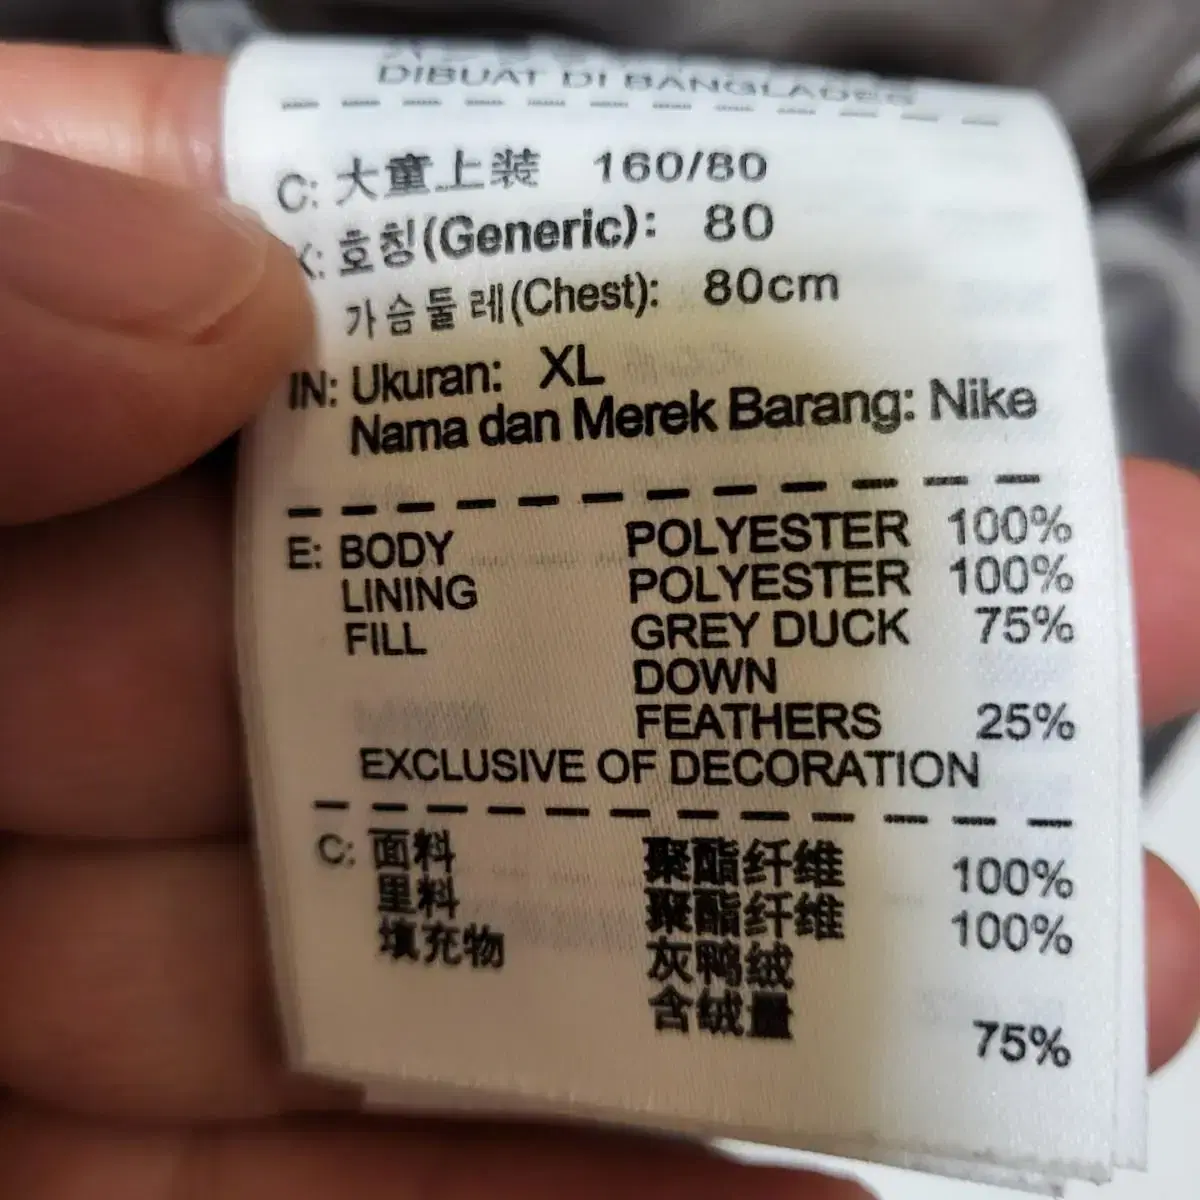 DIBUAT DI BANGLADES
C: 大童上装 160/80
K: 호칭(Generic): 80
가슴둘레(Chest): 80cm
IN: Ukuran: XL
Nama dan Merek Barang: Nike
E: BODY POLYESTER 100%
LINING POLYESTER 100%
FILL GREY DUCK 75%
DOWN
FEATHERS 25%
EXCLUSIVE OF DECORATION
C: 面料 聚酯纤维 100%
里料 聚酯纤维 100%
填充物 灰鸭绒
含绒量 75%